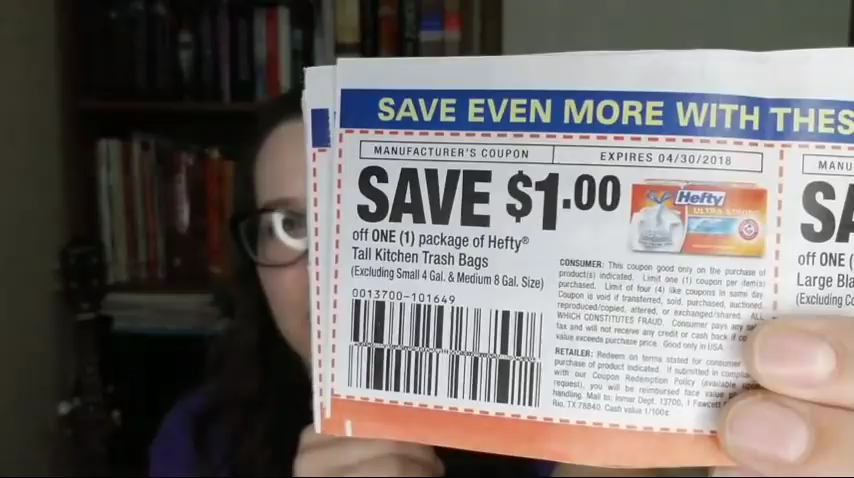 SAVE EVEN MORE WITH THES
MANUFACTURER'S COUPON
EXPIRES 04/30/2018
SAVE $1.00
off ONE (1) package of Hefty®
Tall Kitchen Trash Bags
(Excluding Small 4 Gal. & Medium 8 Gal. Size)
0013700-101649
Hefty
ULTRA STRONG
CONSUMER: This coupon good only on the purchase of
product(s) indicated. Limit one (1) coupon per item(s)
purchased. Limit of four (4) like coupons in same day.
Coupon is void if transferred, sold, purchased, auctioned,
reproduced/copied, altered, or exchanged/shared. ALL
WHICH CONSTITUTES FRAUD. Consumer pays any
tax and will not receive any credit or cash back if
value exceeds purchase price. Good only in USA.
RETAILER: Redeem on terms stated for consumer
purchase of product indicated. If submitted in
with our Coupon Redemption Policy (available
request), you will be reimbursed face value
handling. Mail to: Inmar Dept. 13700, 1 Fawcett
Rio, TX 78840. Cash value 1/100¢
MANU
SA
off ONE (
Large Bla
(Excluding Co